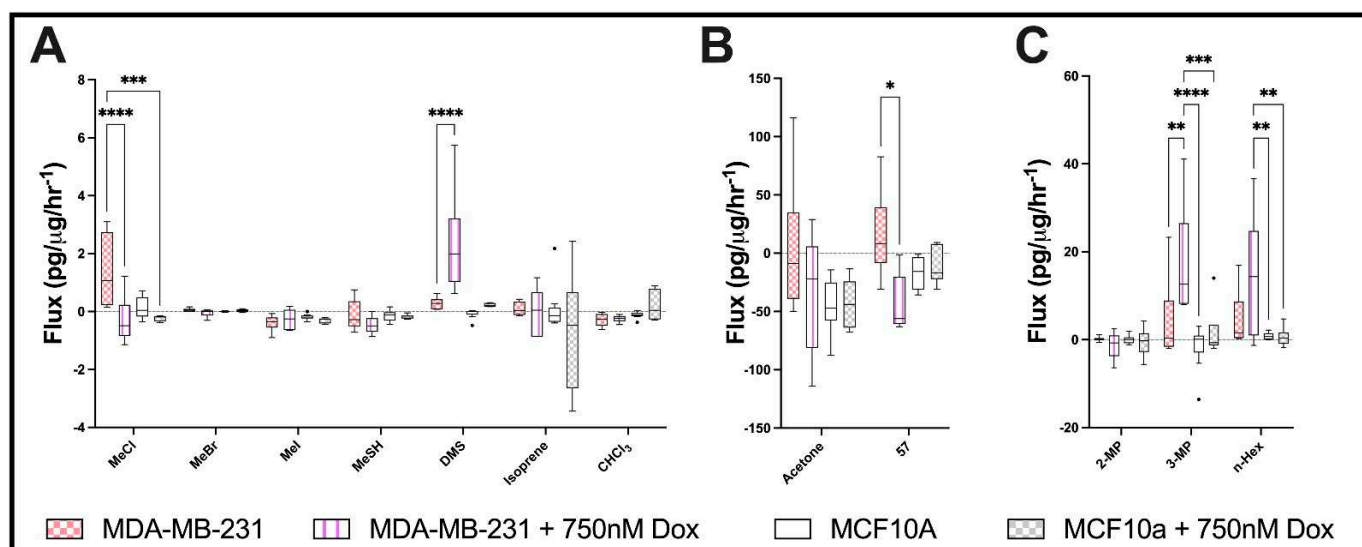 A
Flux (pg/µg/hr⁻¹)
8
6
4
2
0
-2
-4
***
****
****
MeCl
MeBr
MeI
MeSH
DMS
Isoprene
CHCl₃
B
Flux (pg/µg/hr⁻¹)
150
100
50
0
-50
-100
-150
*
Acetone
57
C
Flux (pg/µg/hr⁻¹)
60
40
20
0
-20
***
****
**
**
**
2-MP
3-MP
n-Hex
MDA-MB-231
MDA-MB-231 + 750nM Dox
MCF10A
MCF10a + 750nM Dox